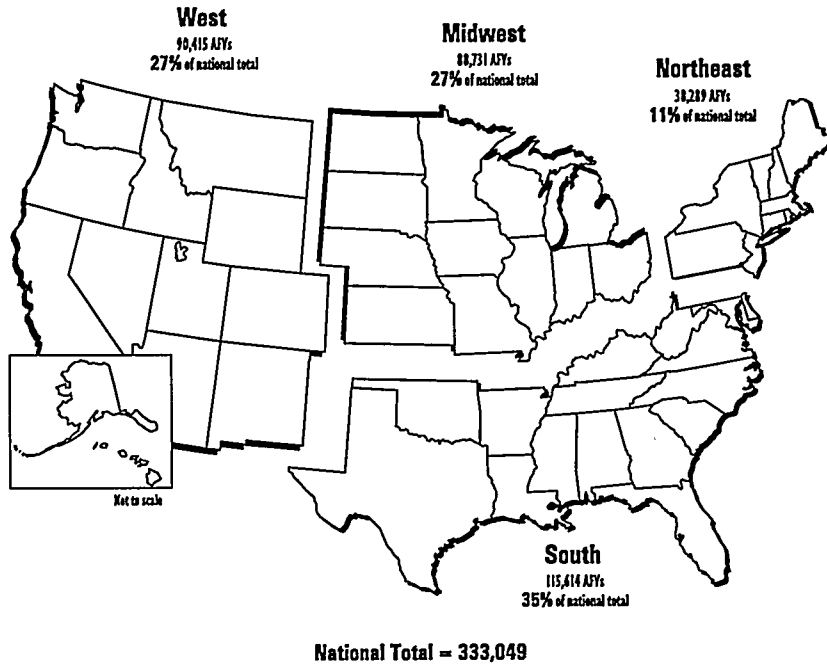 West
90,415 AFYs
27% of national total
Midwest
88,731 AFYs
27% of national total
Northeast
38,289 AFYs
11% of national total
Not to scale
South
115,614 AFYs
35% of national total
National Total = 333,049